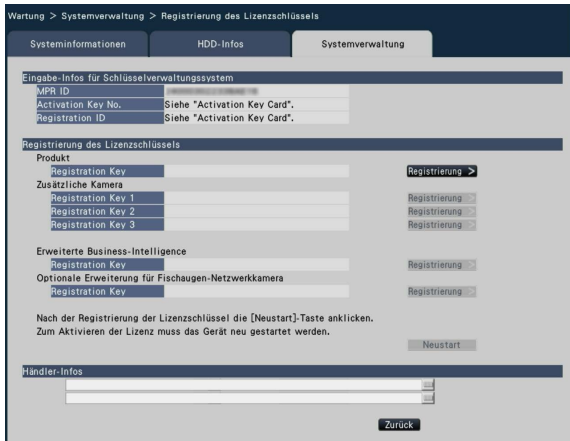 Wartung > Systemverwaltung > Registrierung des Lizenzschlüssels
Systeminformationen HDD-Infos Systemverwaltung
Eingabe-Infos für Schlüsselverwaltungssystem
MPR ID
Activation Key No. Siehe "Activation Key Card".
Registration ID Siehe "Activation Key Card".
Registrierung des Lizenzschlüssels
Produkt
Registration Key Registrierung >
Zusätzliche Kamera
Registration Key 1 Registrierung >
Registration Key 2 Registrierung >
Registration Key 3 Registrierung >
Erweiterte Business-Intelligence
Registration Key Registrierung >
Optionale Erweiterung für Fischaugen-Netzwerkkamera
Registration Key Registrierung >
Nach der Registrierung der Lizenzschlüssel die [Neustart]-Taste anklicken.
Zum Aktivieren der Lizenz muss das Gerät neu gestartet werden.
Neustart
Händler-Infos
Zurück